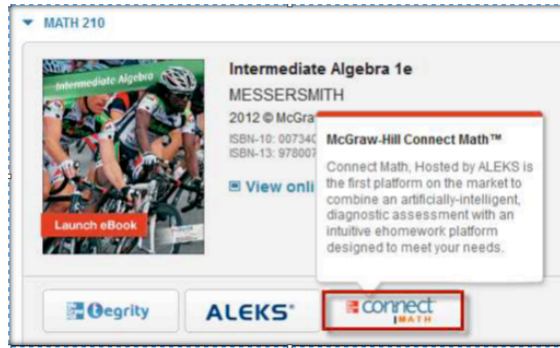 MATH 210
Intermediate Algebra
Launch eBook
Intermediate Algebra 1e
MESSERSMITH
2012 © McGra
ISBN-10: 00734
ISBN-13: 978007
View onli
McGraw-Hill Connect Math™
Connect Math, Hosted by ALEKS is
the first platform on the market to
combine an artificially-intelligent,
diagnostic assessment with an
intuitive ehomework platform
designed to meet your needs.
tegrity
ALEKS®
connect
MATH